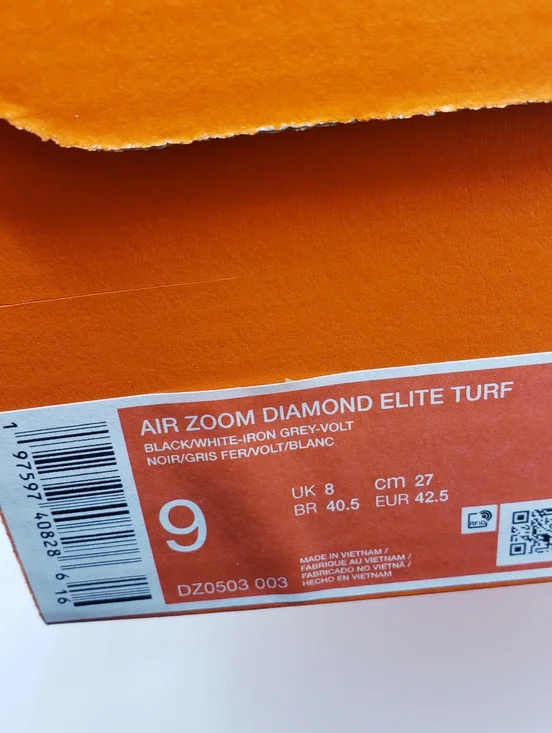 AIR ZOOM DIAMOND ELITE TURF
BLACK/WHITE-IRON GREY-VOLT
NOIR/GRIS FER/VOLT/BLANC
9
UK 8 cm 27
BR 40.5 EUR 42.5
DZ0503 003
MADE IN VIETNAM /
FABRIQUE AU VIETNAM /
FABRICADO NO VIETNÃ /
HECHO EN VIETNAM
RFID
1 97597 40828 6 16